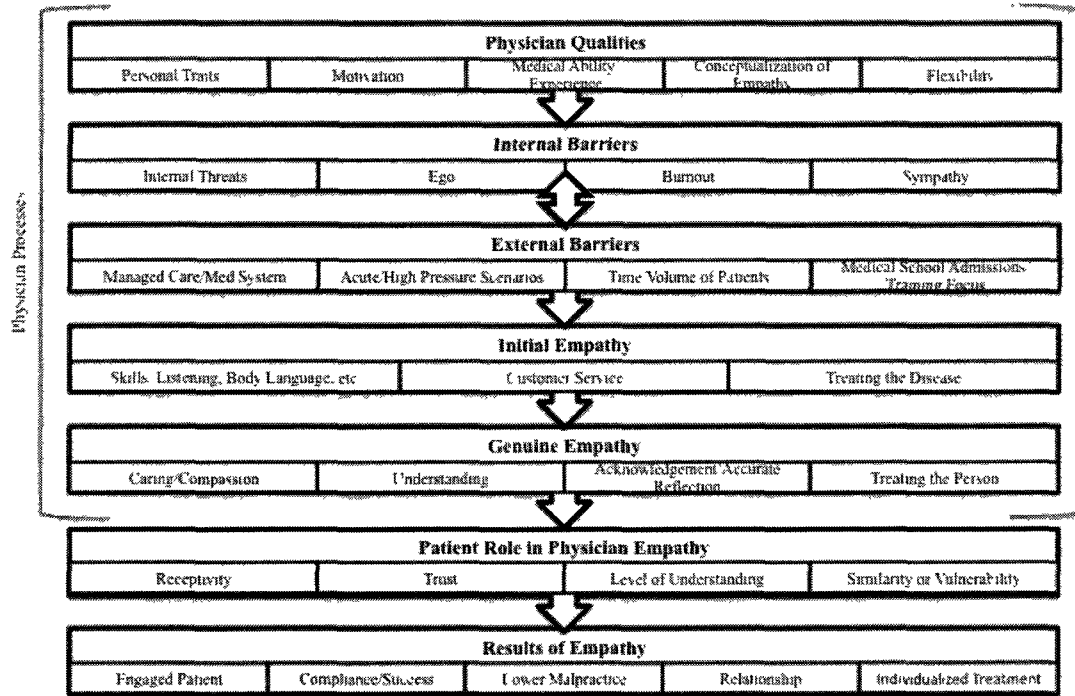 Physician Processes
Physician Qualities
Personal Traits
Motivation
Medical Ability
Experience
Conceptualization of
Empathy
Flexibility
Internal Barriers
Internal Threats
Ego
Burnout
Sympathy
External Barriers
Managed Care/Med System
Acute/High Pressure Scenarios
Time Volume of Patients
Medical School Admissions
Training Focus
Initial Empathy
Skills Listening, Body Language, etc
Customer Service
Treating the Disease
Genuine Empathy
Caring/Compassion
Understanding
Acknowledgement Accurate
Reflection
Treating the Person
Patient Role in Physician Empathy
Receptivity
Trust
Level of Understanding
Similarity or Vulnerability
Results of Empathy
Engaged Patient
Compliance/Success
Lower Malpractice
Relationship
Individualized Treatment